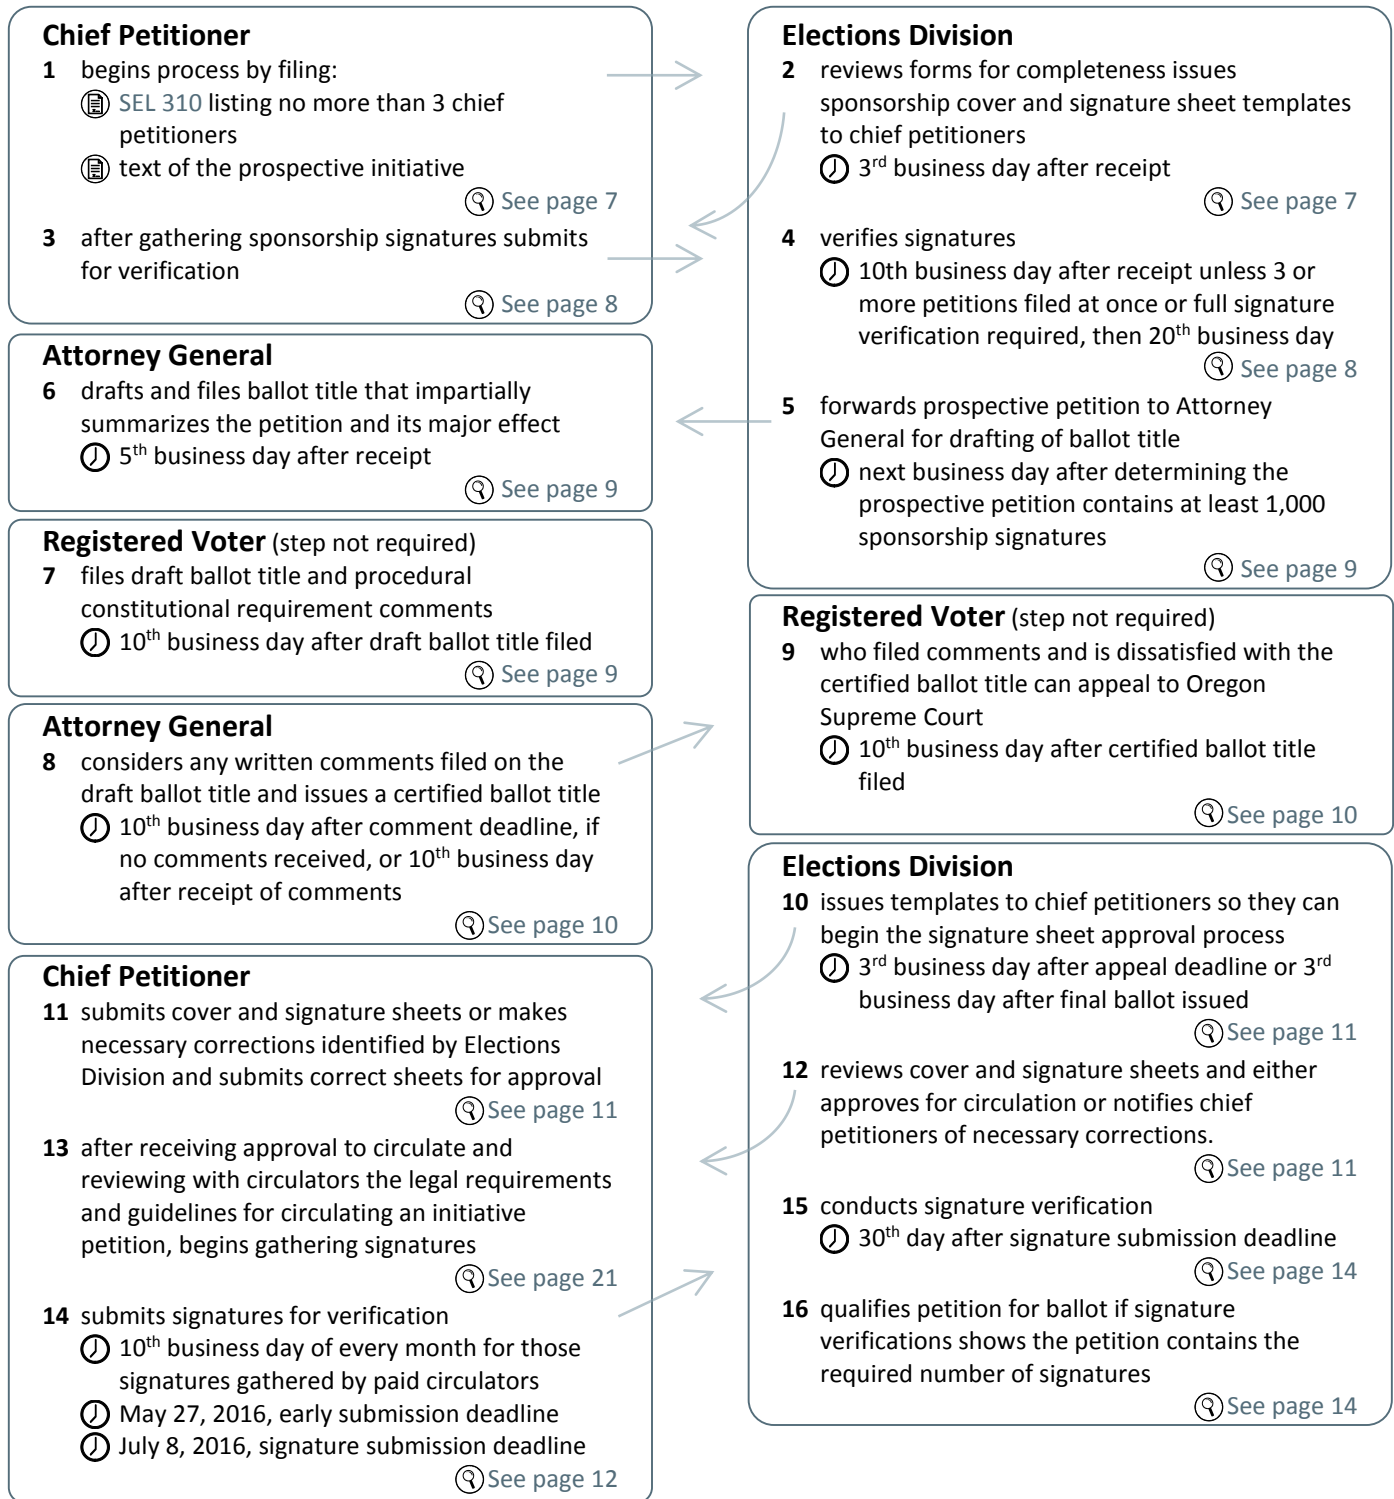 Chief Petitioner
1 begins process by filing:
SEL 310 listing no more than 3 chief
petitioners
text of the prospective initiative
See page 7
3 after gathering sponsorship signatures submits
for verification
See page 8
Elections Division
2 reviews forms for completeness issues
sponsorship cover and signature sheet templates
to chief petitioners
3rd business day after receipt
See page 7
4 verifies signatures
10th business day after receipt unless 3 or
more petitions filed at once or full signature
verification required, then 20th business day
See page 8
5 forwards prospective petition to Attorney
General for drafting of ballot title
next business day after determining the
prospective petition contains at least 1,000
sponsorship signatures
See page 9
Attorney General
6 drafts and files ballot title that impartially
summarizes the petition and its major effect
5th business day after receipt
See page 9
Registered Voter (step not required)
7 files draft ballot title and procedural
constitutional requirement comments
10th business day after draft ballot title filed
See page 9
Attorney General
8 considers any written comments filed on the
draft ballot title and issues a certified ballot title
10th business day after comment deadline, if
no comments received, or 10th business day
after receipt of comments
See page 10
Registered Voter (step not required)
9 who filed comments and is dissatisfied with the
certified ballot title can appeal to Oregon
Supreme Court
10th business day after certified ballot title
filed
See page 10
Elections Division
10 issues templates to chief petitioners so they can
begin the signature sheet approval process
3rd business day after appeal deadline or 3rd
business day after final ballot issued
See page 11
12 reviews cover and signature sheets and either
approves for circulation or notifies chief
petitioners of necessary corrections.
See page 11
15 conducts signature verification
30th day after signature submission deadline
See page 14
16 qualifies petition for ballot if signature
verifications shows the petition contains the
required number of signatures
See page 14
Chief Petitioner
11 submits cover and signature sheets or makes
necessary corrections identified by Elections
Division and submits correct sheets for approval
See page 11
13 after receiving approval to circulate and
reviewing with circulators the legal requirements
and guidelines for circulating an initiative
petition, begins gathering signatures
See page 21
14 submits signatures for verification
10th business day of every month for those
signatures gathered by paid circulators
May 27, 2016, early submission deadline
July 8, 2016, signature submission deadline
See page 12